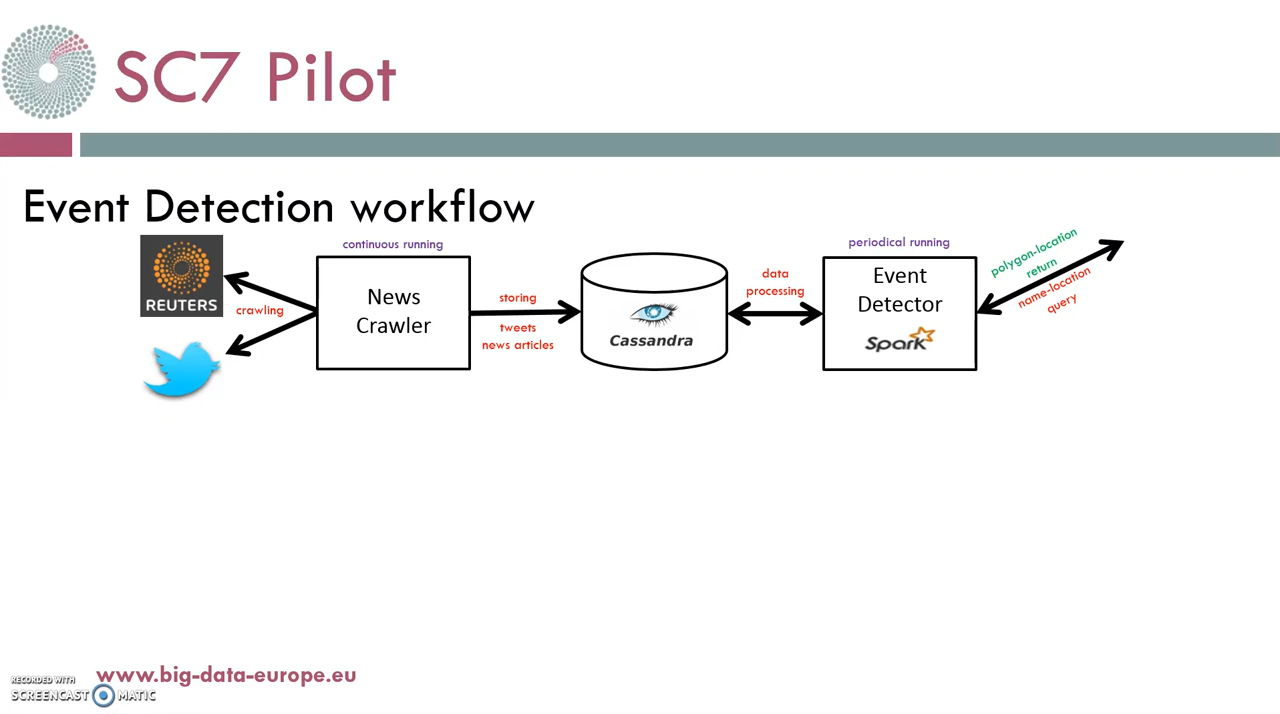 SC7 Pilot
Event Detection workflow
REUTERS
crawling
continuous running
News
Crawler
storing
tweets
news articles
Cassandra
data
processing
periodical running
Event
Detector
Spark
polygon-location
return
name-location
query
www.big-data-europe.eu
RECORDED WITH
SCREENCAST MATIC